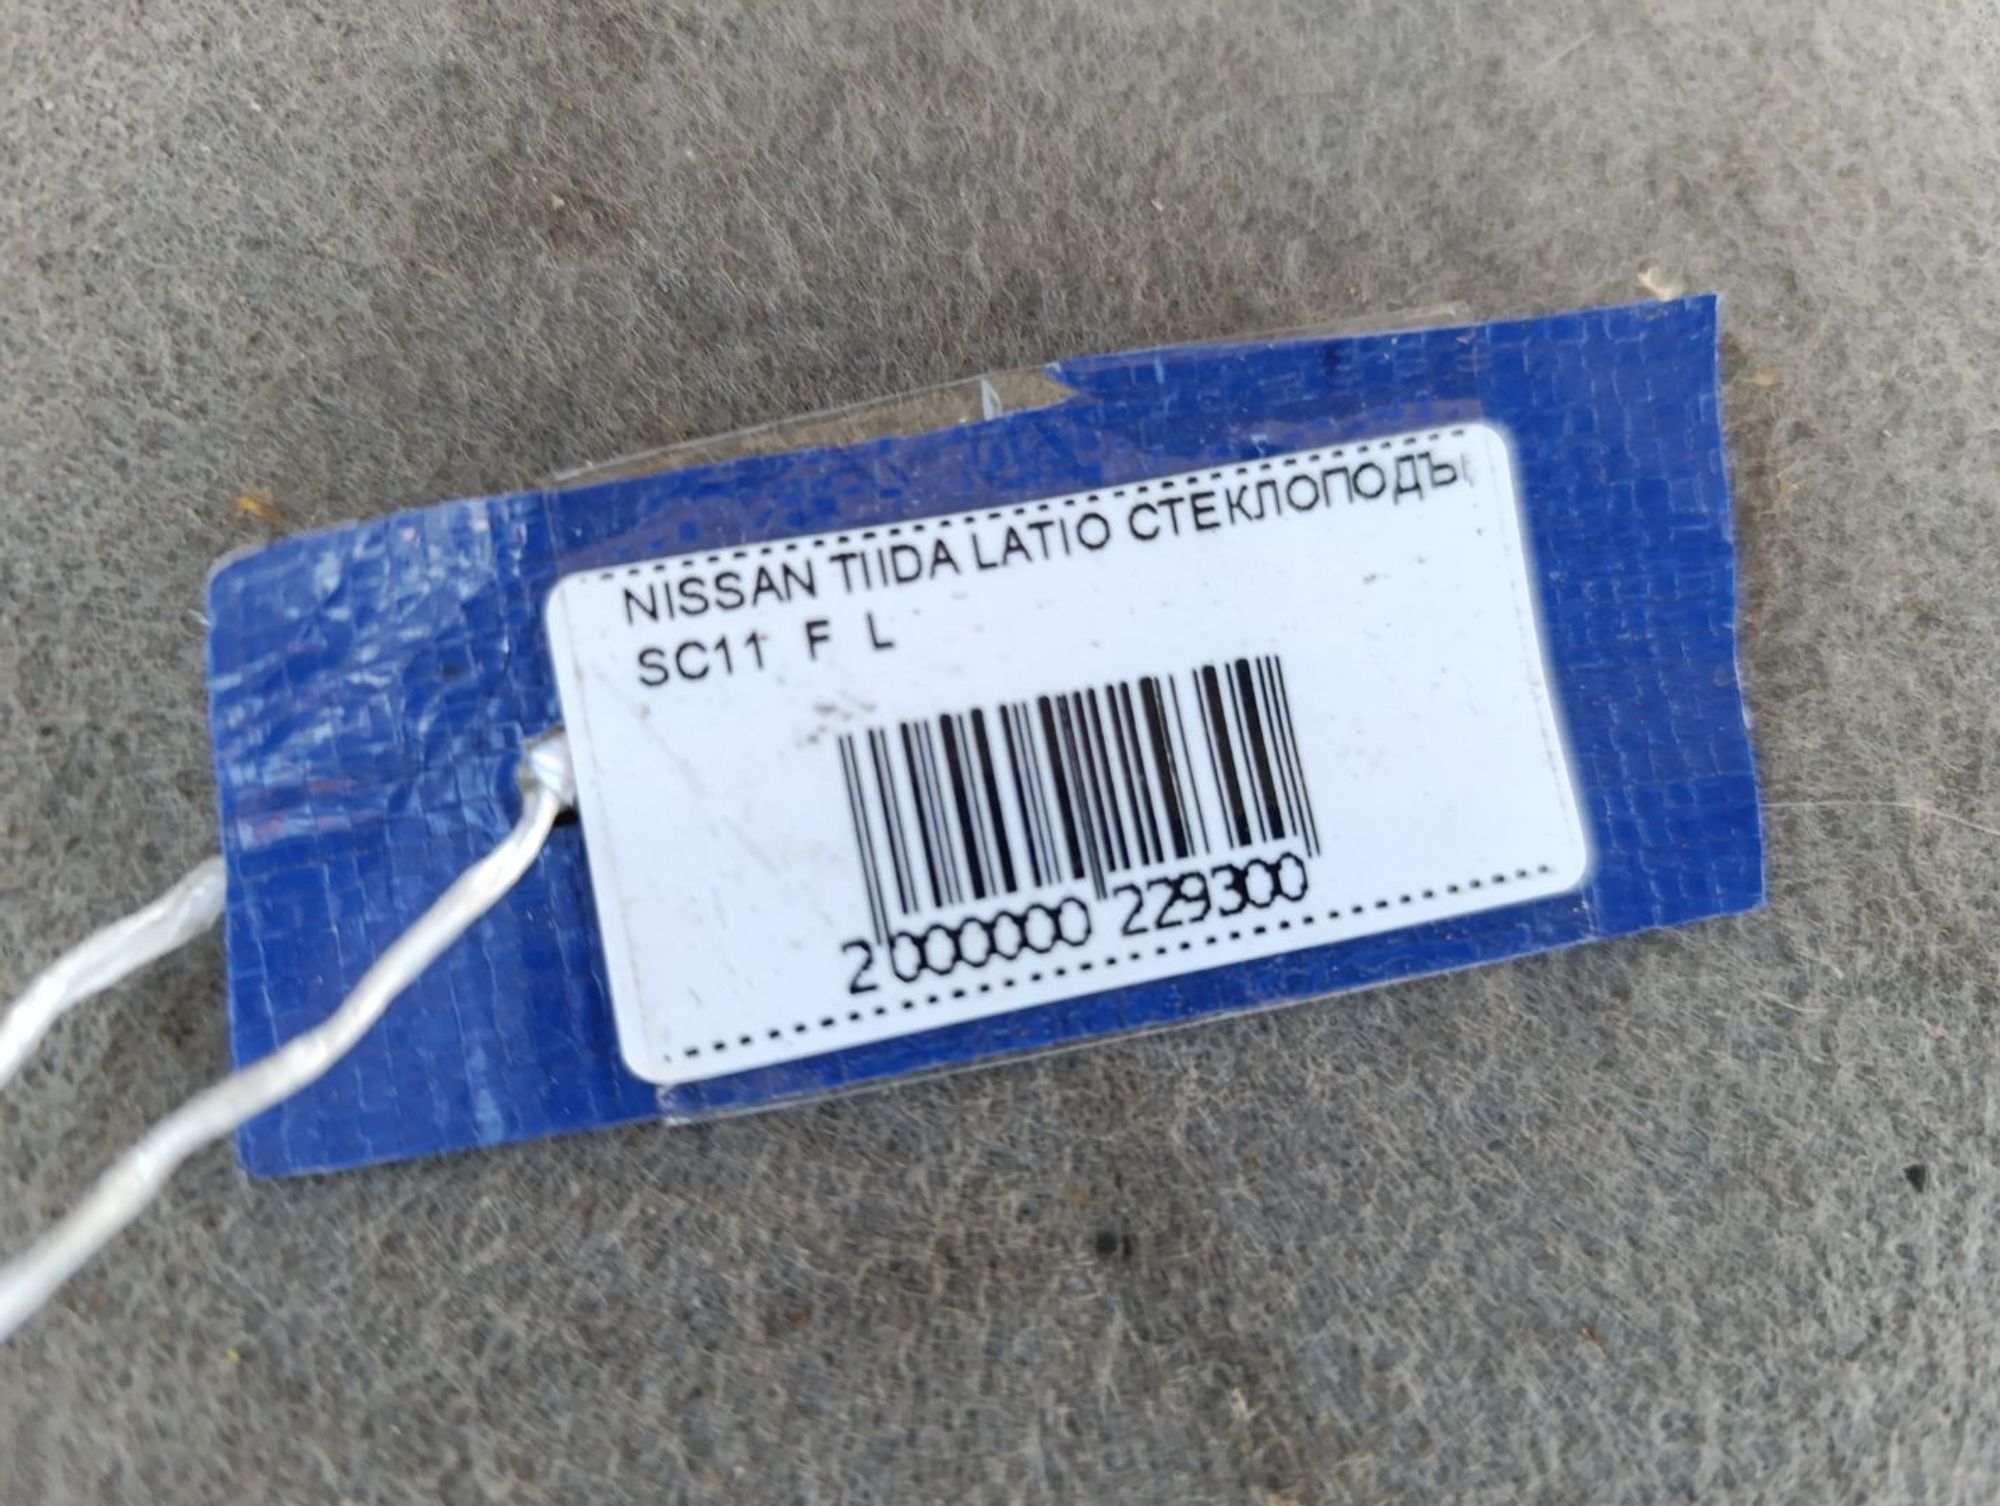 NISSAN TIIDA LATIO СТЕКЛОПОДЪ
SC11 F L
2 000000 229300